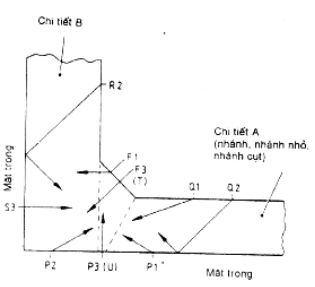 Chi tiết B
R2
Chi tiết A
(nhánh, nhánh nhỏ,
nhánh cụt)
F1
F3
(T)
Q1
Q2
Mặt trong
S3
P2
P3 (U)
P1
Mặt trong